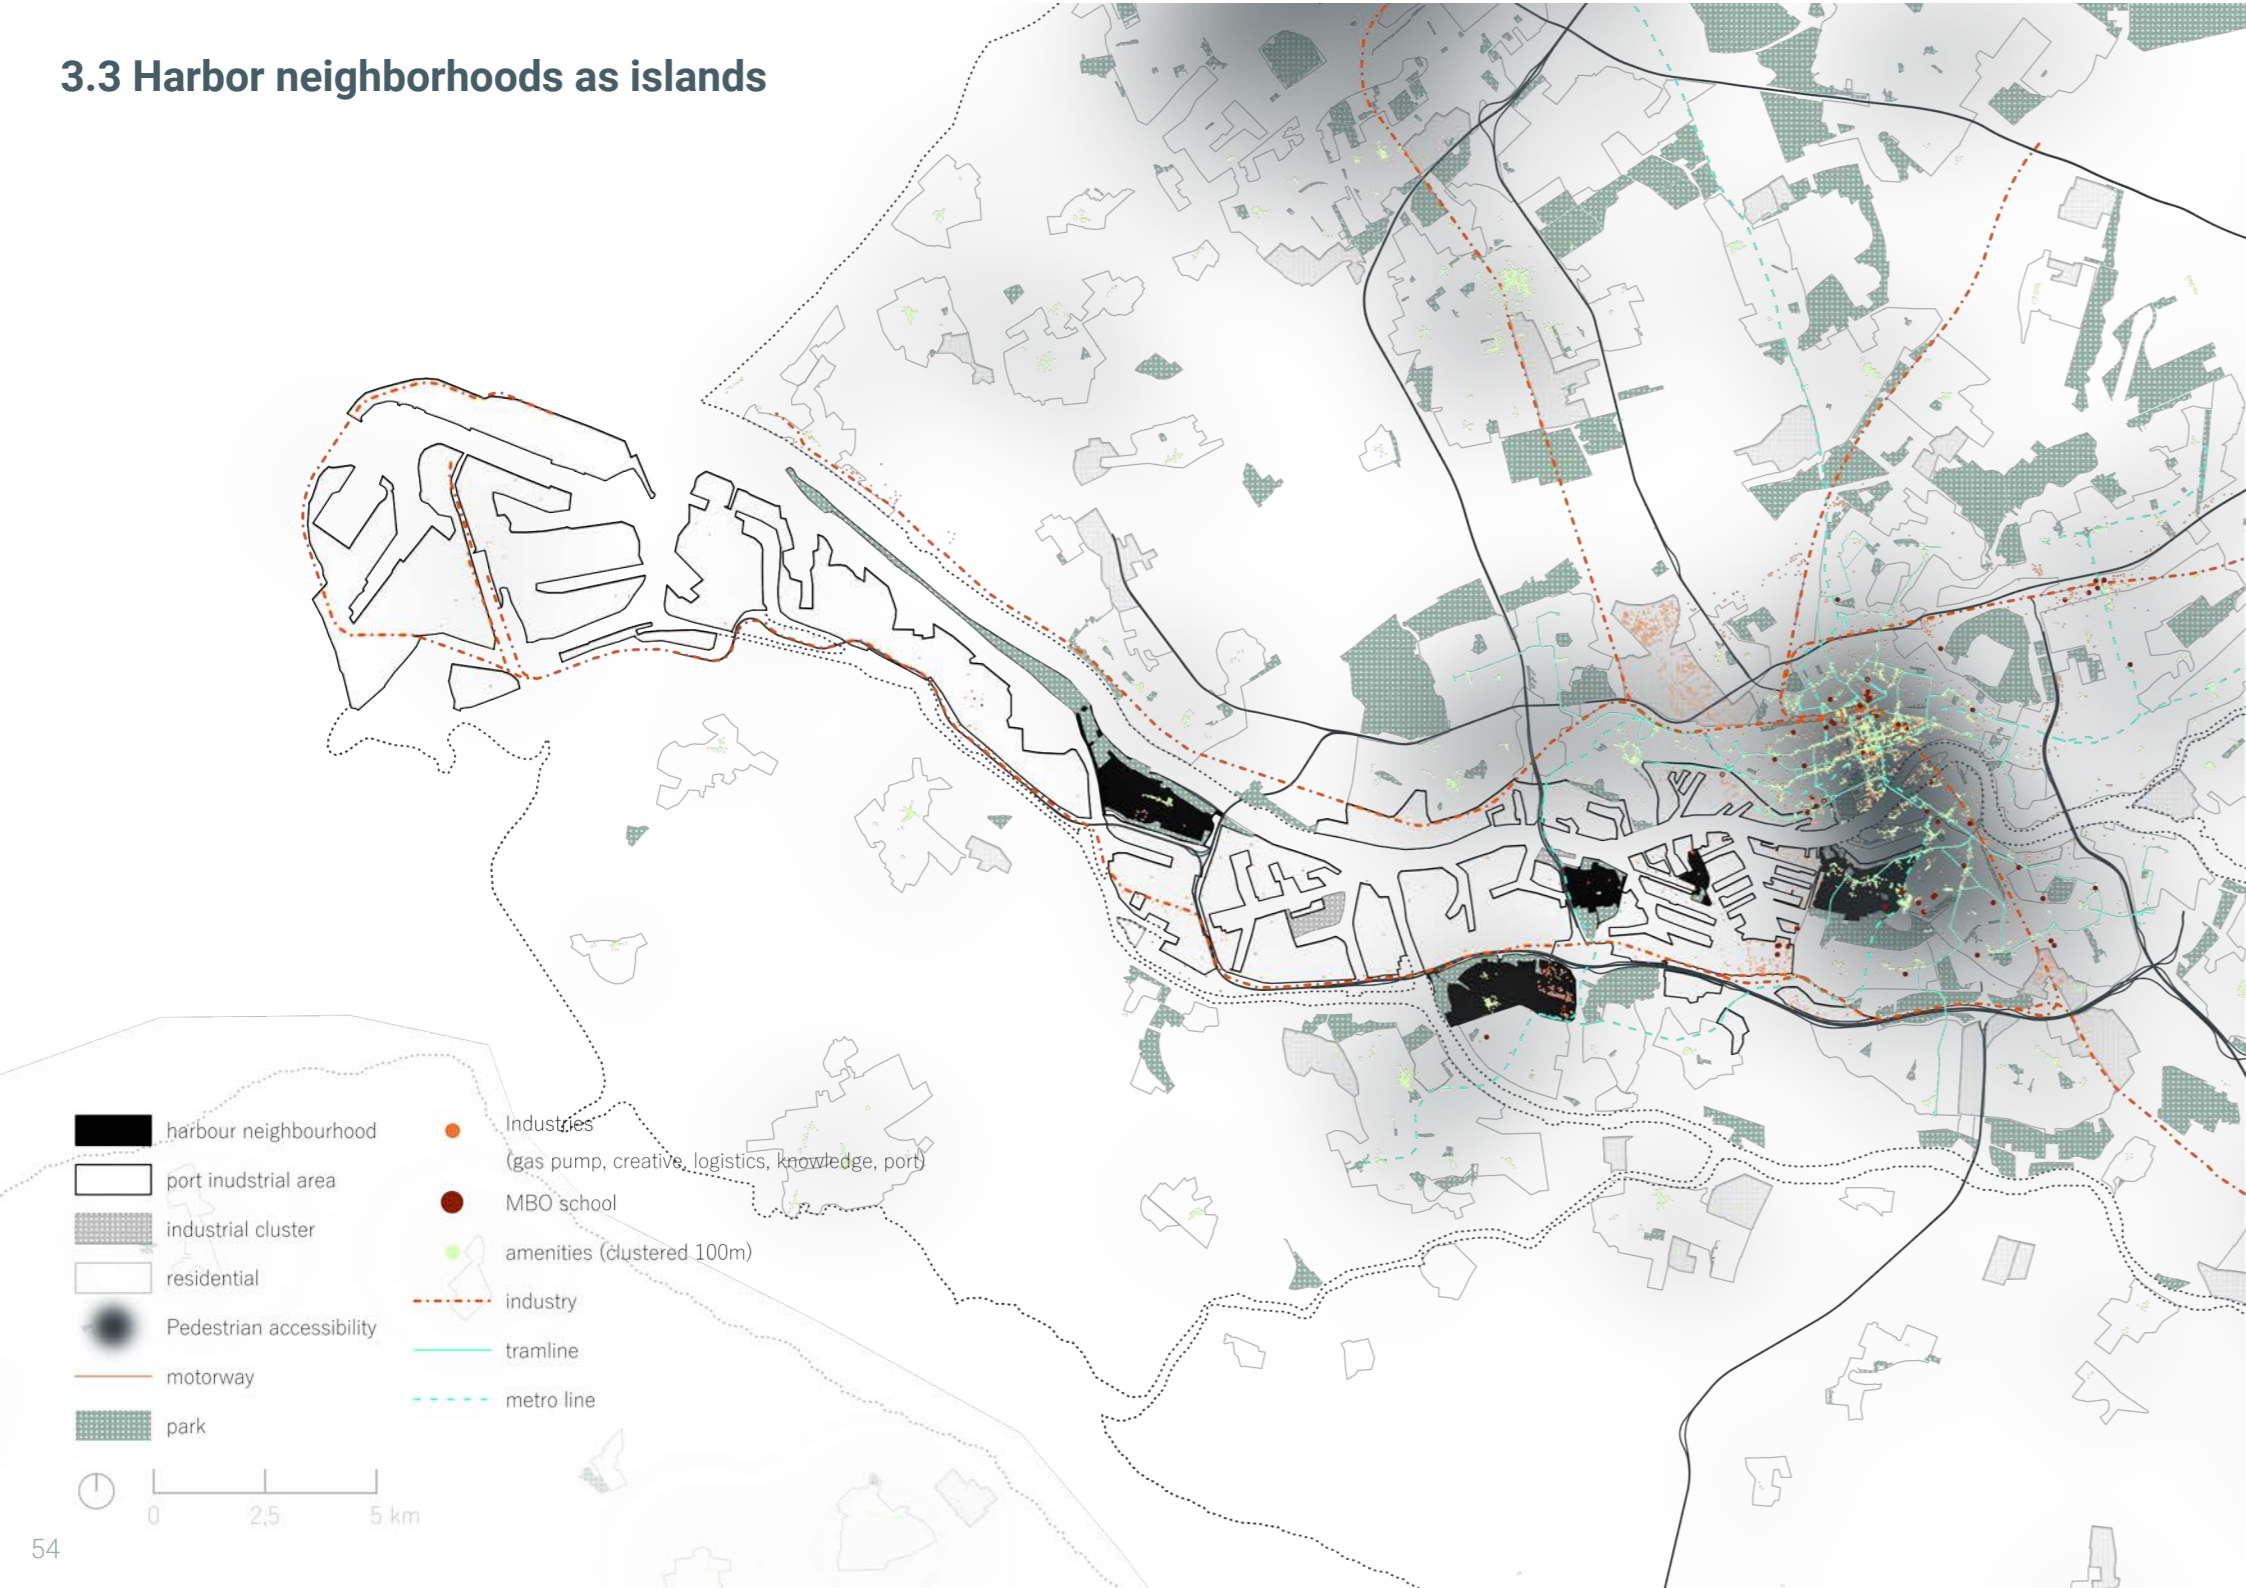 3.3 Harbor neighborhoods as islands
harbour neighbourhood
port inudstrial area
industrial cluster
residential
Pedestrian accessibility
motorway
park
Industries
(gas pump, creative, logistics, knowledge, port)
MBO school
amenities (clustered 100m)
industry
tramline
metro line
0 2,5 5 km
54